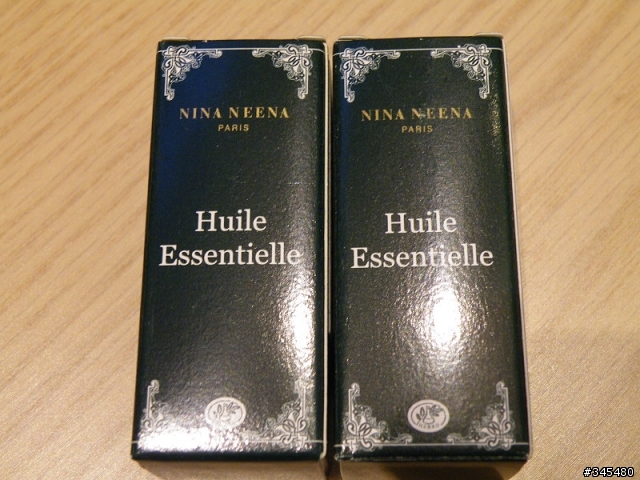 NINA NEENA
PARIS
Huile
Essentielle
NINA NEENA
PARIS
Huile
Essentielle
#345480